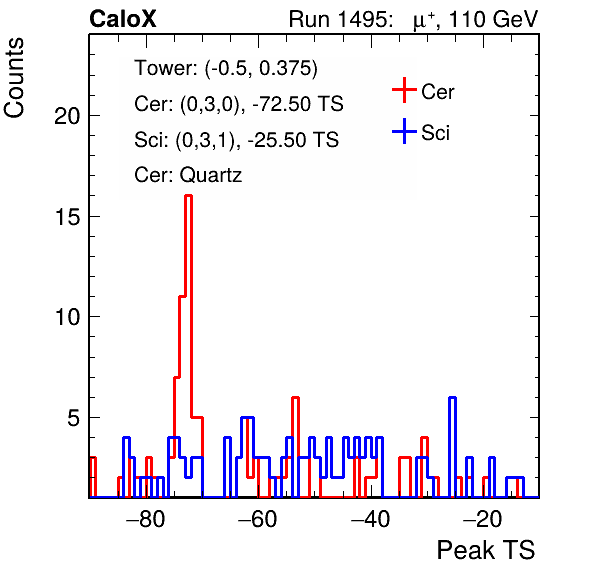 CaloX Run 1495: μ⁺, 110 GeV
Counts
Tower: (-0.5, 0.375)
Cer: (0,3,0), -72.50 TS
Sci: (0,3,1), -25.50 TS
Cer: Quartz
Cer
Sci
20
15
10
5
−80 −60 −40 −20
Peak TS